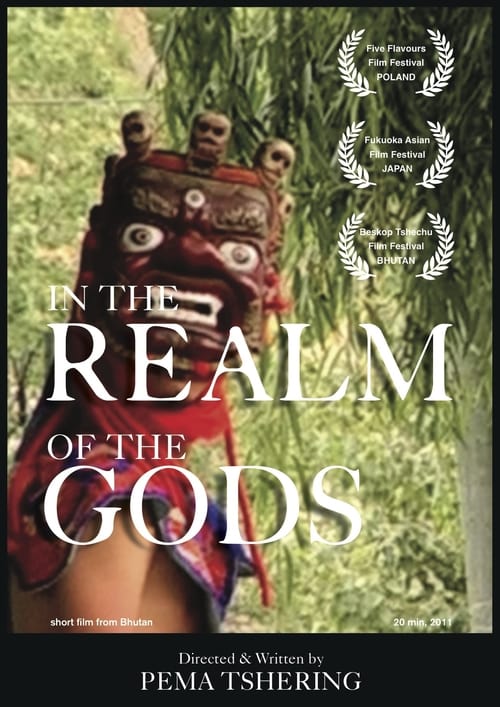 Five Flavours
Film Festival
POLAND
Fukuoka Asian
Film Festival
JAPAN
Beskop Tshechu
Film Festival
BHUTAN
IN THE
REALM
OF THE
GODS
short film from Bhutan
20 min, 2011
Directed & Written by
PEMA TSHERING